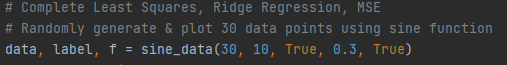 # Complete Least Squares, Ridge Regression, MSE
# Randomly generate & plot 30 data points using sine function
data, label, f = sine_data(30, 10, True, 0.3, True)